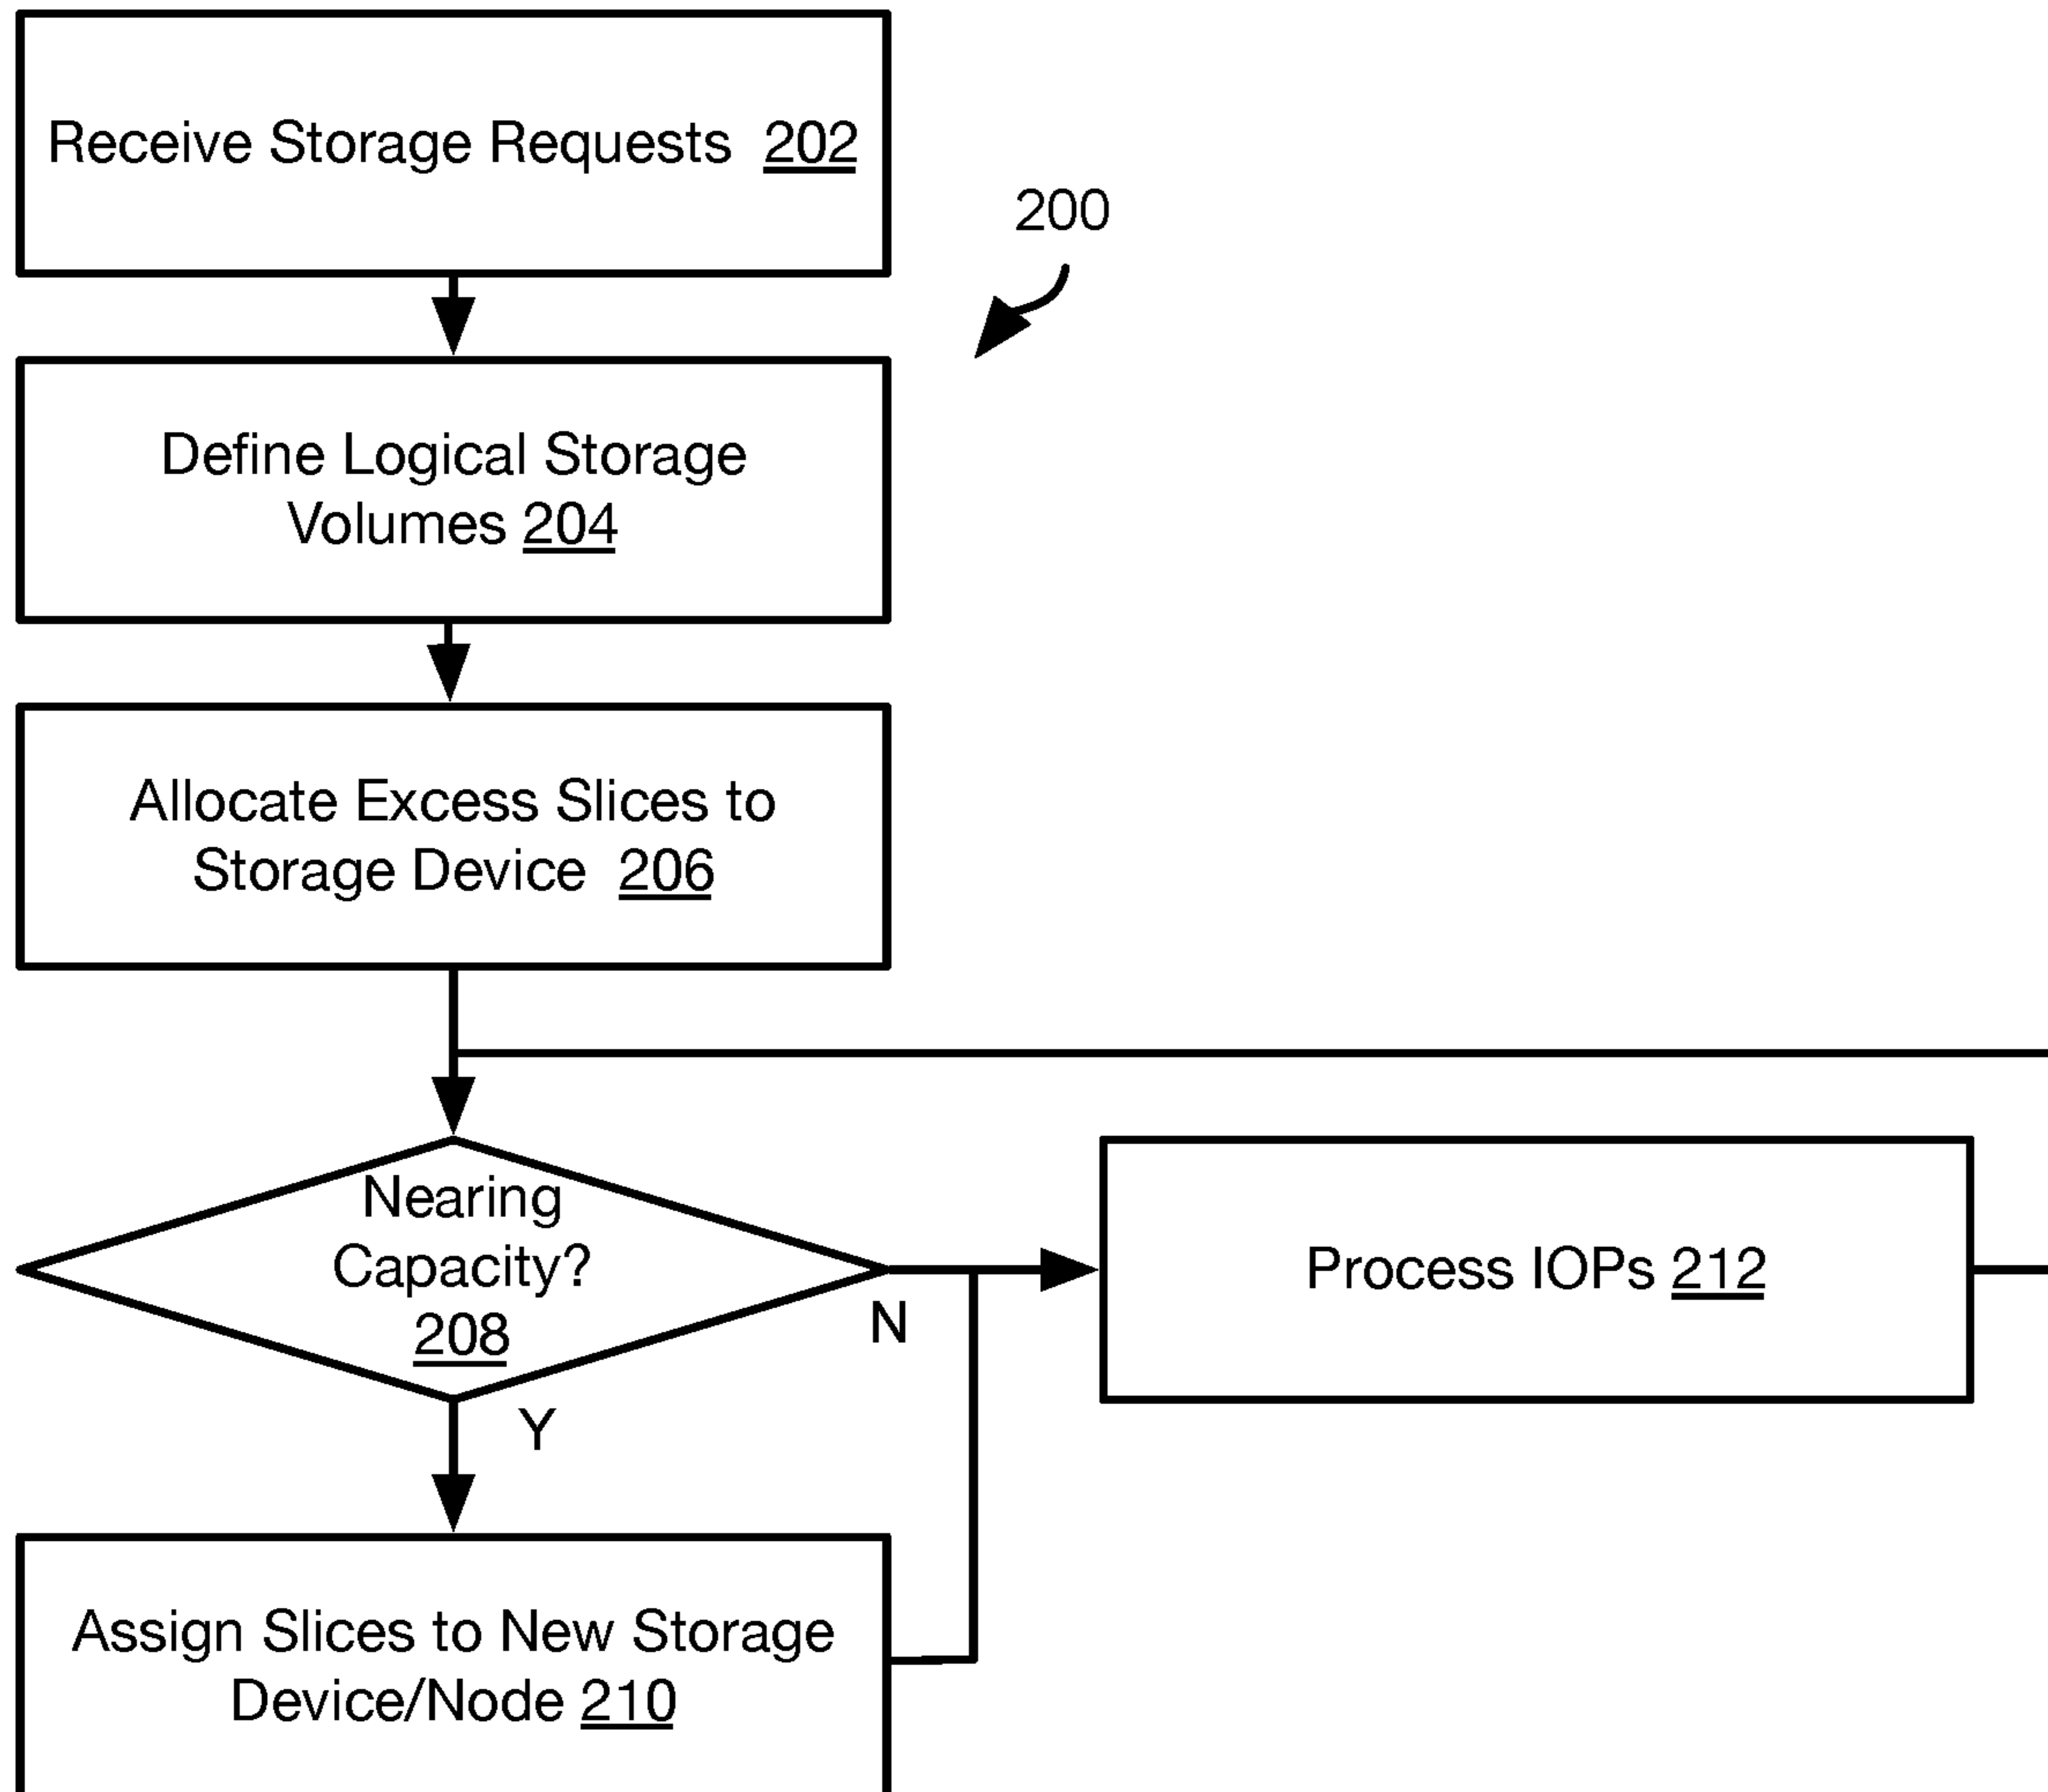 Receive Storage Requests 202
200
Define Logical Storage
Volumes 204
Allocate Excess Slices to
Storage Device 206
Nearing
Capacity?
208
N
Process IOPs 212
Y
Assign Slices to New Storage
Device/Node 210